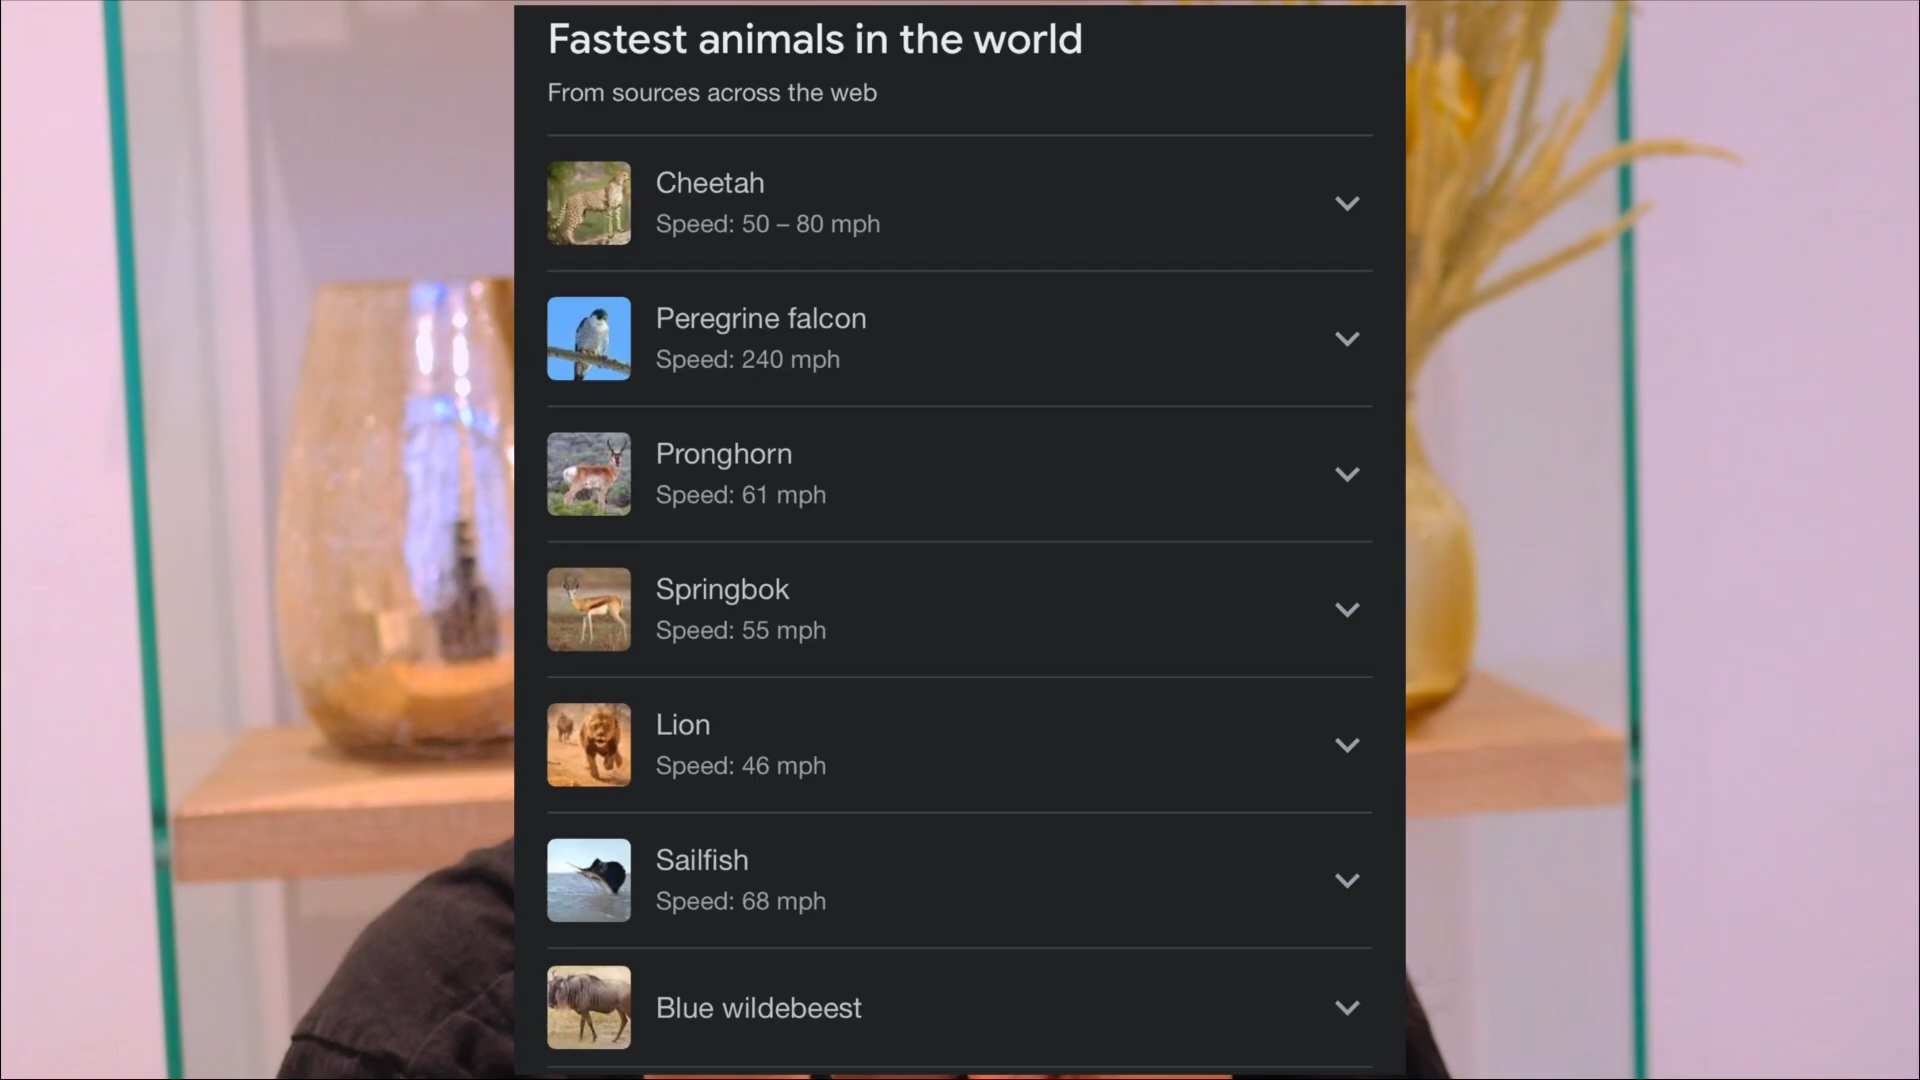 Fastest animals in the world
From sources across the web
Cheetah
Speed: 50 – 80 mph
Peregrine falcon
Speed: 240 mph
Pronghorn
Speed: 61 mph
Springbok
Speed: 55 mph
Lion
Speed: 46 mph
Sailfish
Speed: 68 mph
Blue wildebeest